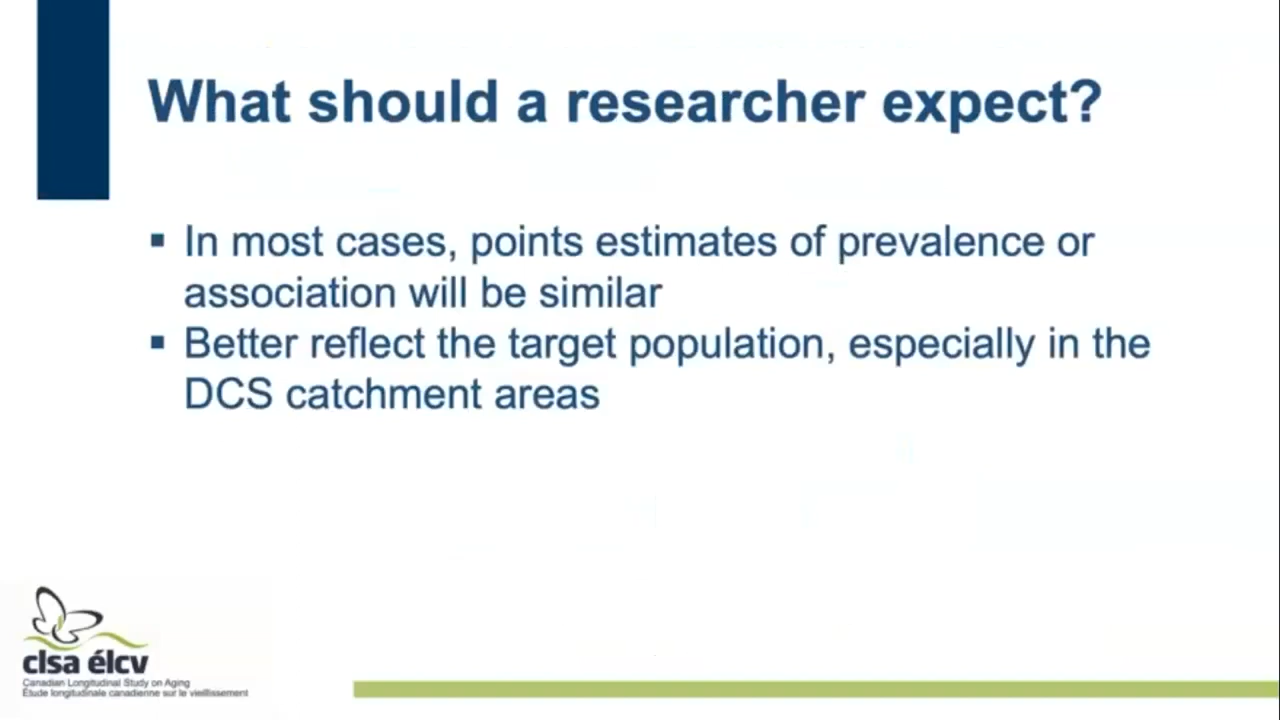 What should a researcher expect?
▪ In most cases, points estimates of prevalence or
association will be similar
▪ Better reflect the target population, especially in the
DCS catchment areas
clsa élcv
Canadian Longitudinal Study on Aging
Étude longitudinale canadienne sur le vieillissement